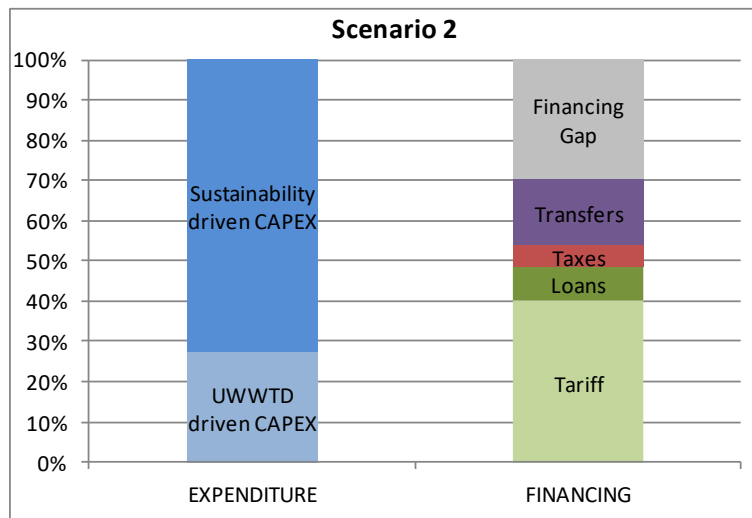 Scenario 2
100%
90%
80%
70%
60%
50%
40%
30%
20%
10%
0%
Sustainability
driven CAPEX
UWWTD
driven CAPEX
Financing
Gap
Transfers
Taxes
Loans
Tariff
EXPENDITURE
FINANCING